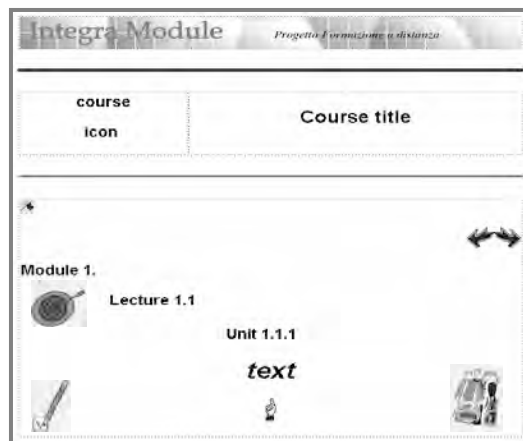 Integra Module Progetto Formazione a distanza
course
icon
Course title
Module 1.
Lecture 1.1
Unit 1.1.1
text